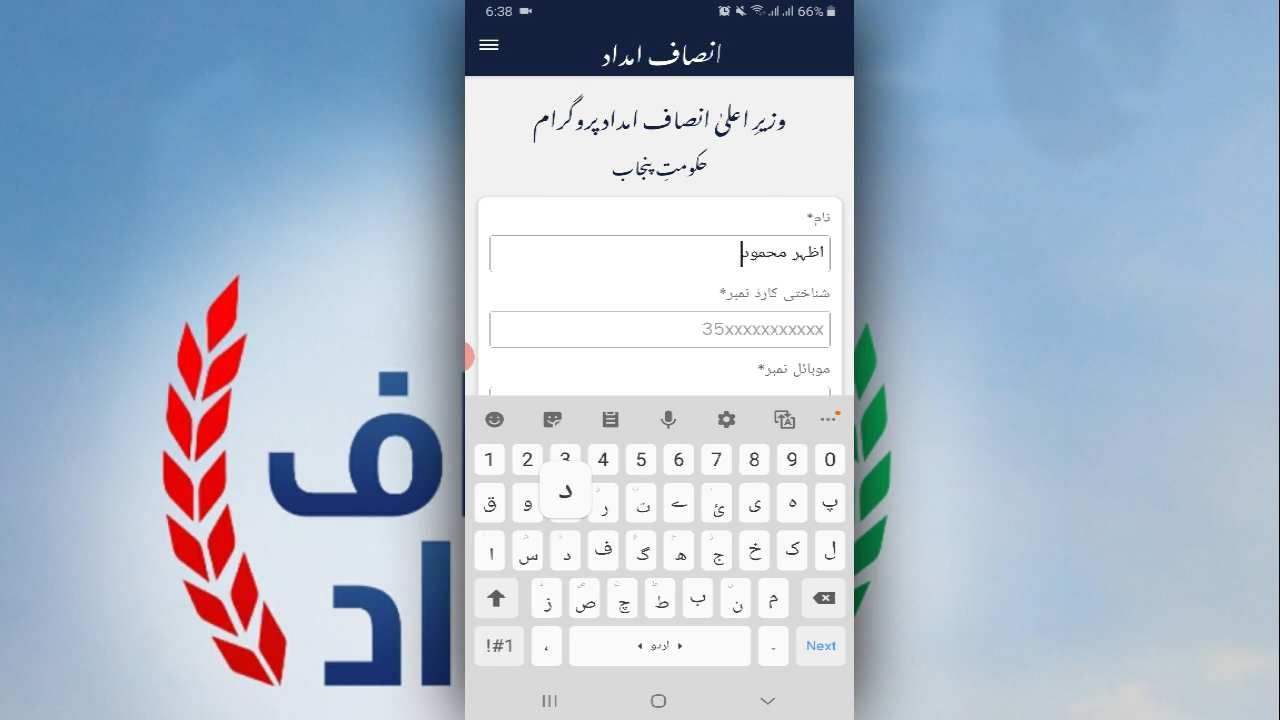 6:38 66%
انصاف امداد
وزیرِ اعلیٰ انصاف امداد پروگرام
حکومتِ پنجاب
نام*
اظہر محمود
شناختی کارڈ نمبر*
35xxxxxxxxxxx
موبائل نمبر*
1 2 3 4 5 6 7 8 9 0
ق و د ر ت ے ئ ی ہ پ
ا س د ف گ ھ ج خ ک ل
ز ص چ ط ب ن م
!#1 ، اردو ۔ Next
ف
اد